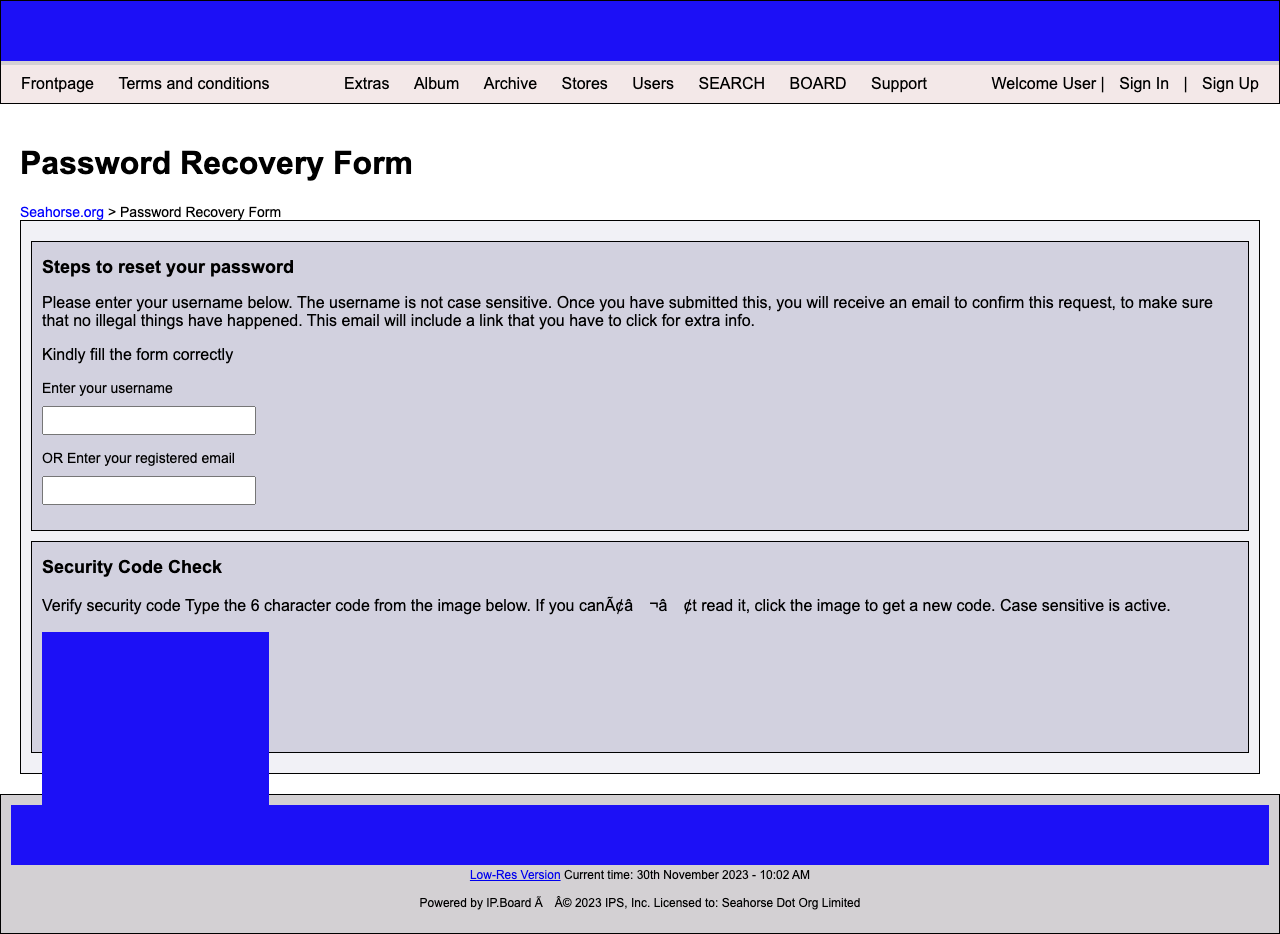 Frontpage Terms and conditions Extras Album Archive Stores Users SEARCH BOARD Support Welcome User | Sign In | Sign Up
Password Recovery Form
Seahorse.org > Password Recovery Form
Steps to reset your password
Please enter your username below. The username is not case sensitive. Once you have submitted this, you will receive an email to confirm this request, to make sure
that no illegal things have happened. This email will include a link that you have to click for extra info.
Kindly fill the form correctly
Enter your username
OR Enter your registered email
Security Code Check
Verify security code Type the 6 character code from the image below. If you canÃ¢â ¬â ¢t read it, click the image to get a new code. Case sensitive is active.
Low-Res Version Current time: 30th November 2023 - 10:02 AM
Powered by IP.Board Ã Â© 2023 IPS, Inc. Licensed to: Seahorse Dot Org Limited